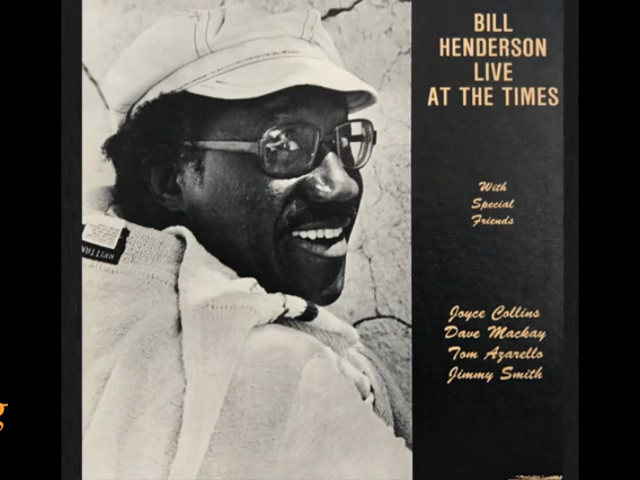 BILL
HENDERSON
LIVE
AT THE TIMES
With
Special
Friends
Joyce Collins
Dave Mackay
Tom Azarello
Jimmy Smith